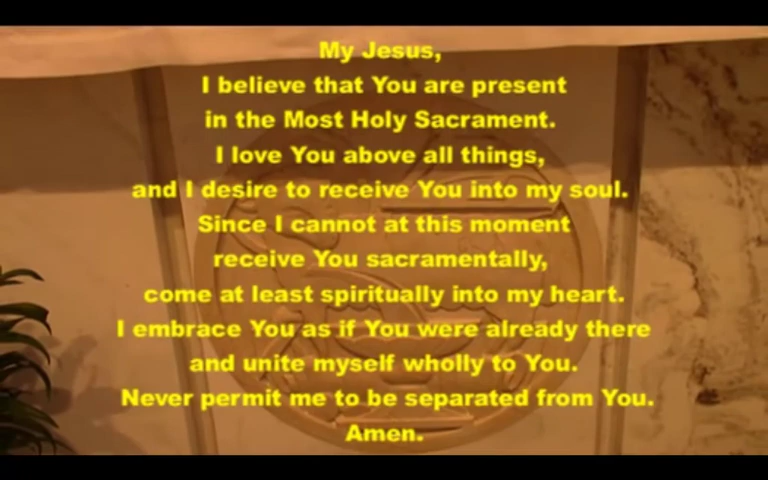 My Jesus,
I believe that You are present
in the Most Holy Sacrament.
I love You above all things,
and I desire to receive You into my soul.
Since I cannot at this moment
receive You sacramentally,
come at least spiritually into my heart.
I embrace You as if You were already there
and unite myself wholly to You.
Never permit me to be separated from You.
Amen.